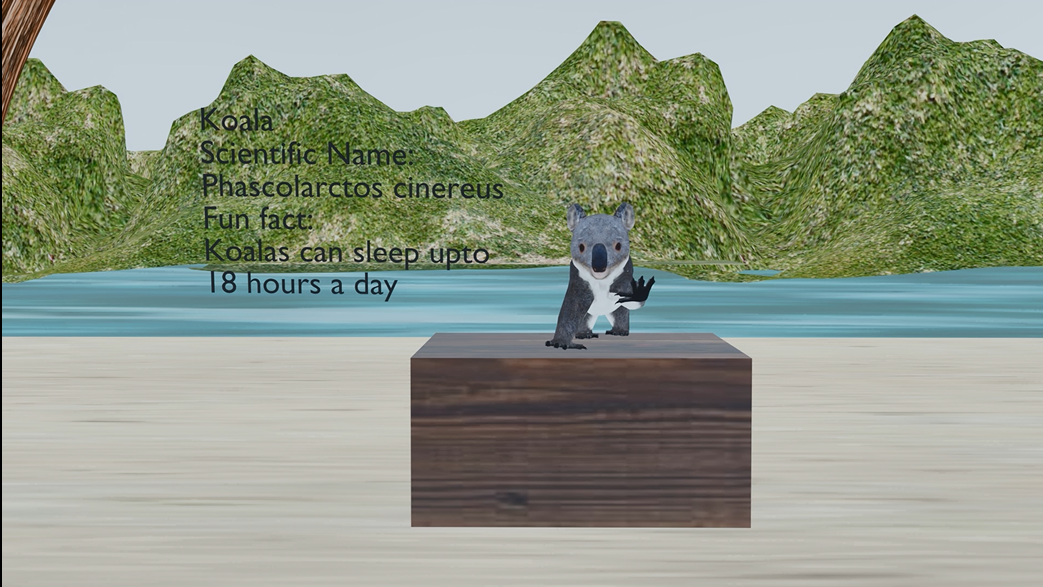 Koala
Scientific Name:
Phascolarctos cinereus
Fun fact:
Koalas can sleep upto
18 hours a day